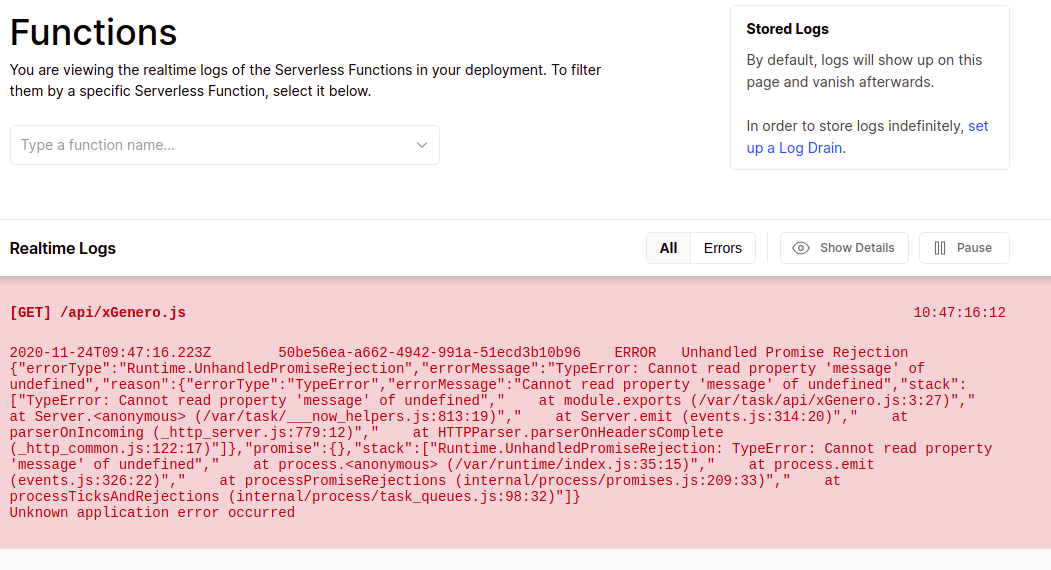 Functions
You are viewing the realtime logs of the Serverless Functions in your deployment. To filter
them by a specific Serverless Function, select it below.
Type a function name...
Stored Logs
By default, logs will show up on this
page and vanish afterwards.
In order to store logs indefinitely, set
up a Log Drain.
Realtime Logs
All
Errors
Show Details
Pause
[GET] /api/xGenero.js
10:47:16:12
2020-11-24T09:47:16.223Z 50be56ea-a662-4942-991a-51ecd3b10b96 ERROR Unhandled Promise Rejection
{"errorType":"Runtime.UnhandledPromiseRejection","errorMessage":"TypeError: Cannot read property 'message' of
undefined","reason":{"errorType":"TypeError","errorMessage":"Cannot read property 'message' of undefined","stack":
["TypeError: Cannot read property 'message' of undefined"," at module.exports (/var/task/api/xGenero.js:3:27)","
at Server.<anonymous> (/var/task/___now_helpers.js:813:19)"," at Server.emit (events.js:314:20)"," at
parserOnIncoming (_http_server.js:779:12)"," at HTTPParser.parserOnHeadersComplete
(_http_common.js:122:17)"]},"promise":{},"stack":["Runtime.UnhandledPromiseRejection: TypeError: Cannot read property
'message' of undefined"," at process.<anonymous> (/var/runtime/index.js:35:15)"," at process.emit
(events.js:326:22)"," at processPromiseRejections (internal/process/promises.js:209:33)"," at
processTicksAndRejections (internal/process/task_queues.js:98:32)"]}
Unknown application error occurred